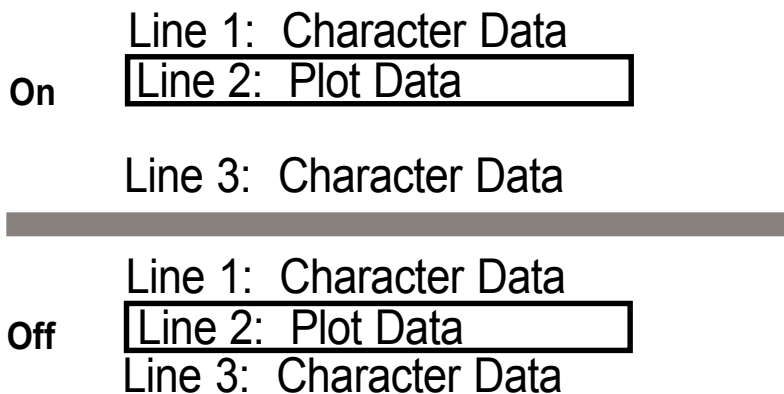 Line 1: Character Data
On
Line 2: Plot Data
Line 3: Character Data
Line 1: Character Data
Off
Line 2: Plot Data
Line 3: Character Data